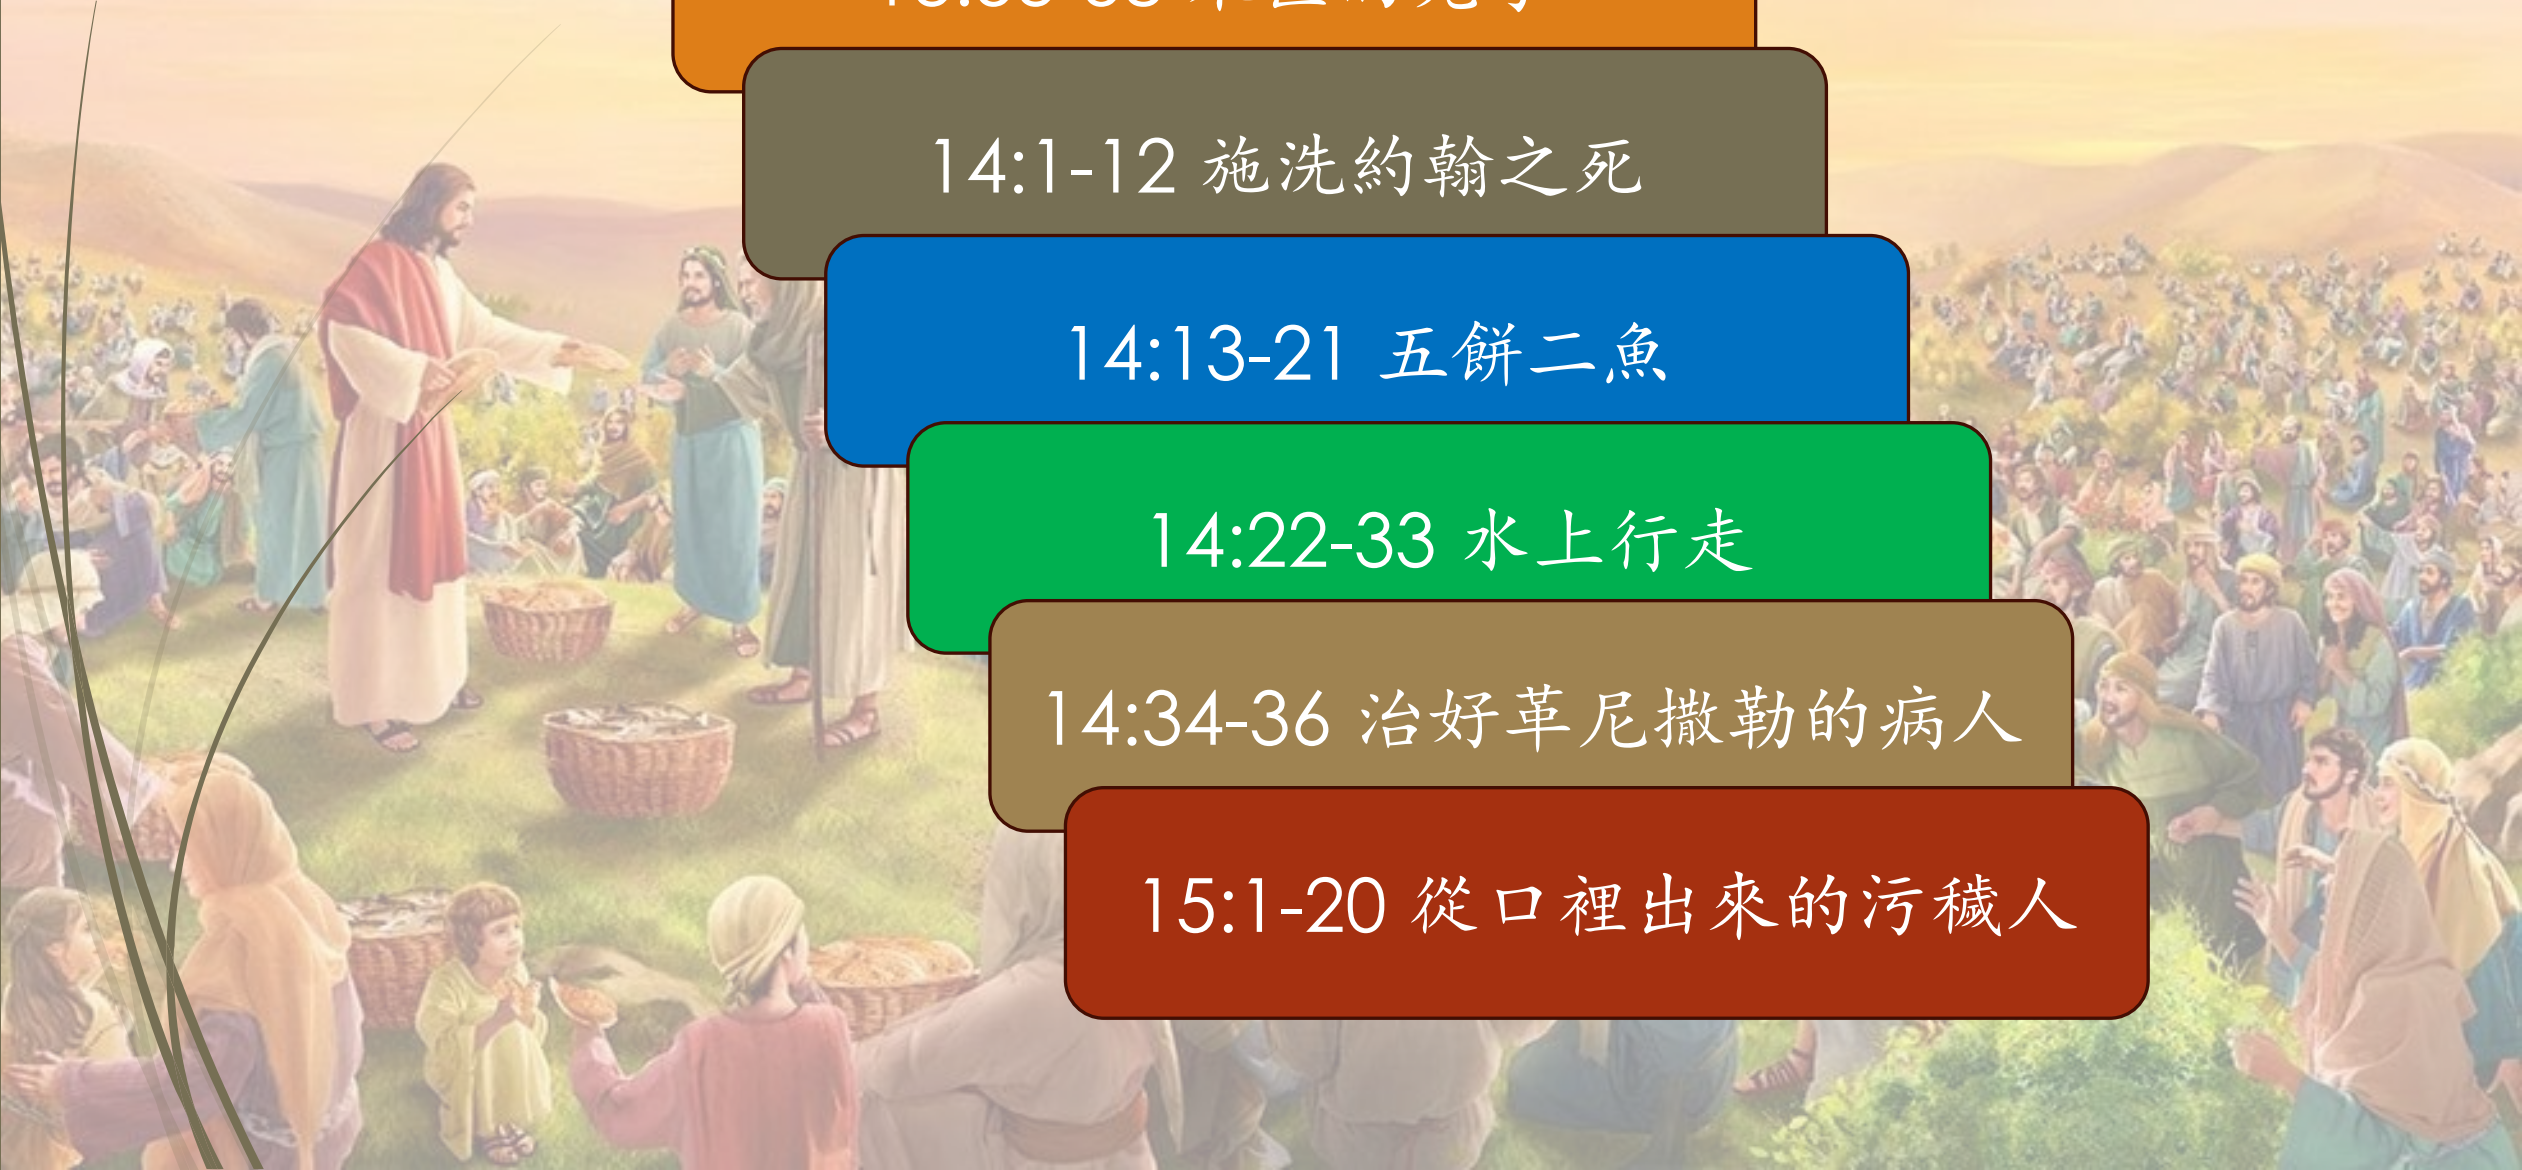 14:1-12 施洗約翰之死
14:13-21 五餅二魚
14:22-33 水上行走
14:34-36 治好革尼撒勒的病人
15:1-20 從口裡出來的污穢人